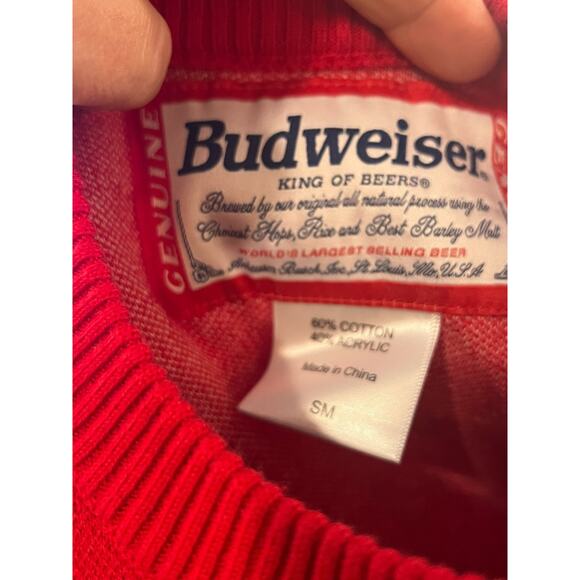 GENUINE
Budweiser®
KING OF BEERS®
Brewed by our original all natural process using the
Choicest Hops, Rice and Best Barley Malt
WORLD'S LARGEST SELLING BEER
Anheuser-Busch, Inc., St. Louis, Mo., U.S.A.
60% COTTON
40% ACRYLIC
Made in China
SM